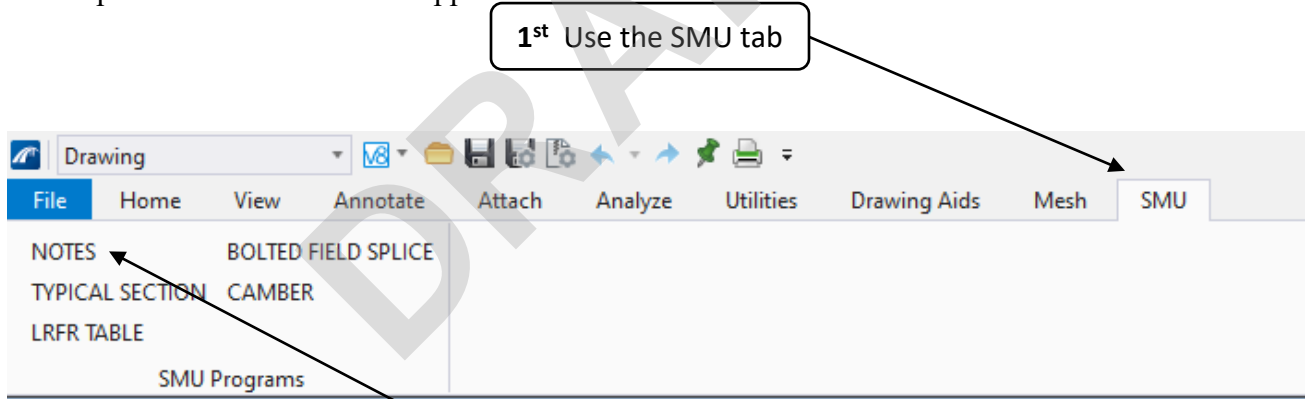 1st Use the SMU tab
Drawing
File Home View Annotate Attach Analyze Utilities Drawing Aids Mesh SMU
NOTES BOLTED FIELD SPLICE
TYPICAL SECTION CAMBER
LRFR TABLE
SMU Programs
DRA